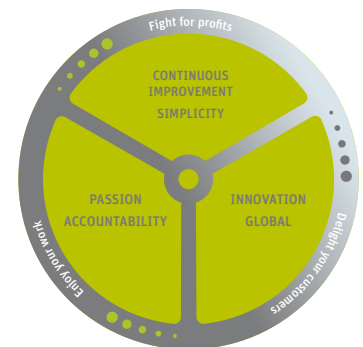 Fight for profits
CONTINUOUS
IMPROVEMENT
SIMPLICITY
PASSION
ACCOUNTABILITY
INNOVATION
GLOBAL
Enjoy your work
Delight your customers